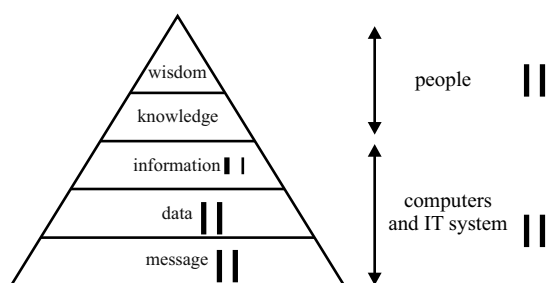 wisdom
knowledge
information
data
message
people
computers
and IT system